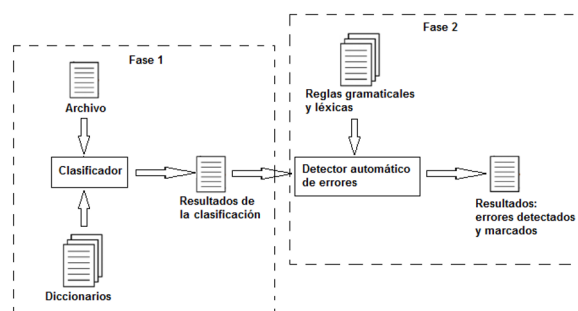 Fase 1
Archivo
Clasificador
Resultados de
la clasificación
Diccionarios
Fase 2
Reglas gramaticales
y léxicas
Detector automático
de errores
Resultados:
errores detectados
y marcados